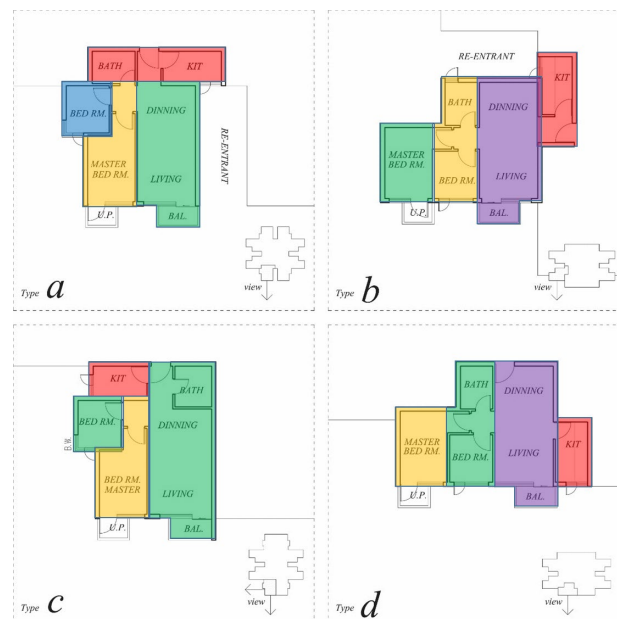 BATH
KIT
BED RM.
DINNING
RE-ENTRANT
MASTER
BED RM.
LIVING
U.P.
BAL.
view
Type a
RE-ENTRANT
KIT
BATH
DINNING
MASTER
BED RM.
BED RM.
LIVING
U.P.
BAL.
view
Type b
KIT
BATH
BED RM.
DINNING
B.W.
BED RM.
MASTER
LIVING
U.P.
BAL.
view
Type c
BATH
DINNING
MASTER
BED RM.
BED RM.
LIVING
KIT
U.P.
BAL.
view
Type d